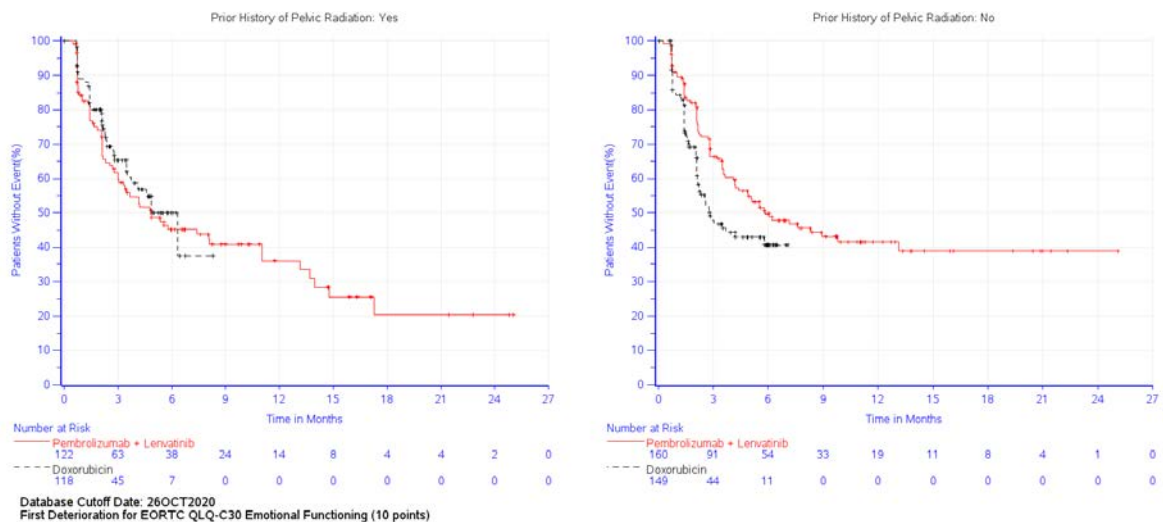 Prior History of Pelvic Radiation: Yes
Patients Without Event(%)
100
90
80
70
60
50
40
30
20
10
0
0 3 6 9 12 15 18 21 24 27
Time in Months
Number at Risk
Pembrolizumab + Lenvatinib
122 63 38 24 14 8 4 4 2 0
Doxorubicin
118 45 7 0 0 0 0 0 0 0
Prior History of Pelvic Radiation: No
Patients Without Event(%)
100
90
80
70
60
50
40
30
20
10
0
0 3 6 9 12 15 18 21 24 27
Time in Months
Number at Risk
Pembrolizumab + Lenvatinib
160 91 54 33 19 11 8 4 1 0
Doxorubicin
149 44 11 0 0 0 0 0 0 0
Database Cutoff Date: 26OCT2020
First Deterioration for EORTC QLQ-C30 Emotional Functioning (10 points)